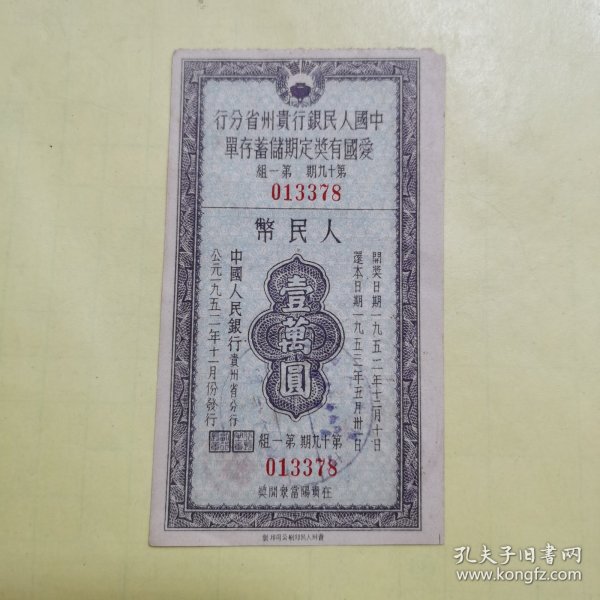 中國人民銀行貴州省分行
愛國有獎定期儲蓄存單
第十九期 第一組
013378
人民幣
開獎日期一九五二年十二月十日
還本日期一九五三年五月卅一日
壹萬圓
中國人民銀行貴州省分行
公元一九五二年十一月份發行
第十九期 第一組
013378
在貴陽當衆開獎
孔夫子旧书网
www.kongfz.com